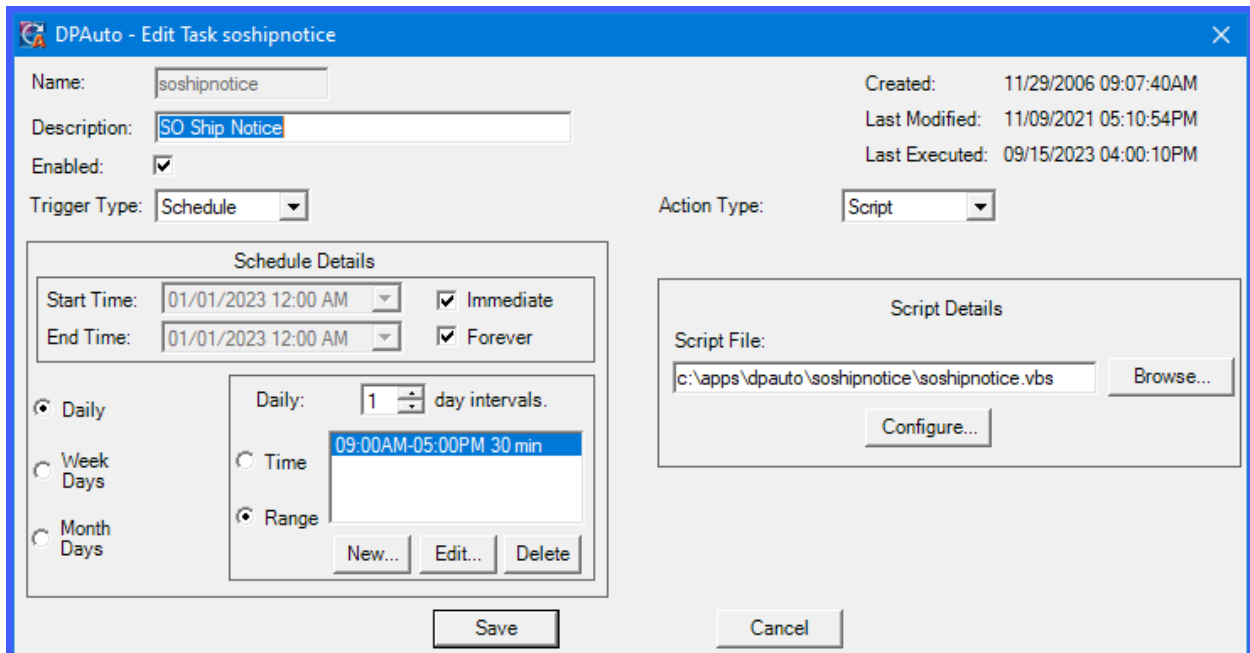 DPAuto - Edit Task soshipnotice
Name: soshipnotice
Created: 11/29/2006 09:07:40AM
Description: SO Ship Notice
Last Modified: 11/09/2021 05:10:54PM
Enabled:
Last Executed: 09/15/2023 04:00:10PM
Trigger Type: Schedule
Action Type: Script
Schedule Details
Start Time: 01/01/2023 12:00 AM Immediate
End Time: 01/01/2023 12:00 AM Forever
Daily
Week
Days
Month
Days
Daily: 1 day intervals.
Time
Range
09:00AM-05:00PM 30 min
New... Edit... Delete
Script Details
Script File:
c:\apps\dpauto\soshipnotice\soshipnotice.vbs Browse...
Configure...
Save Cancel